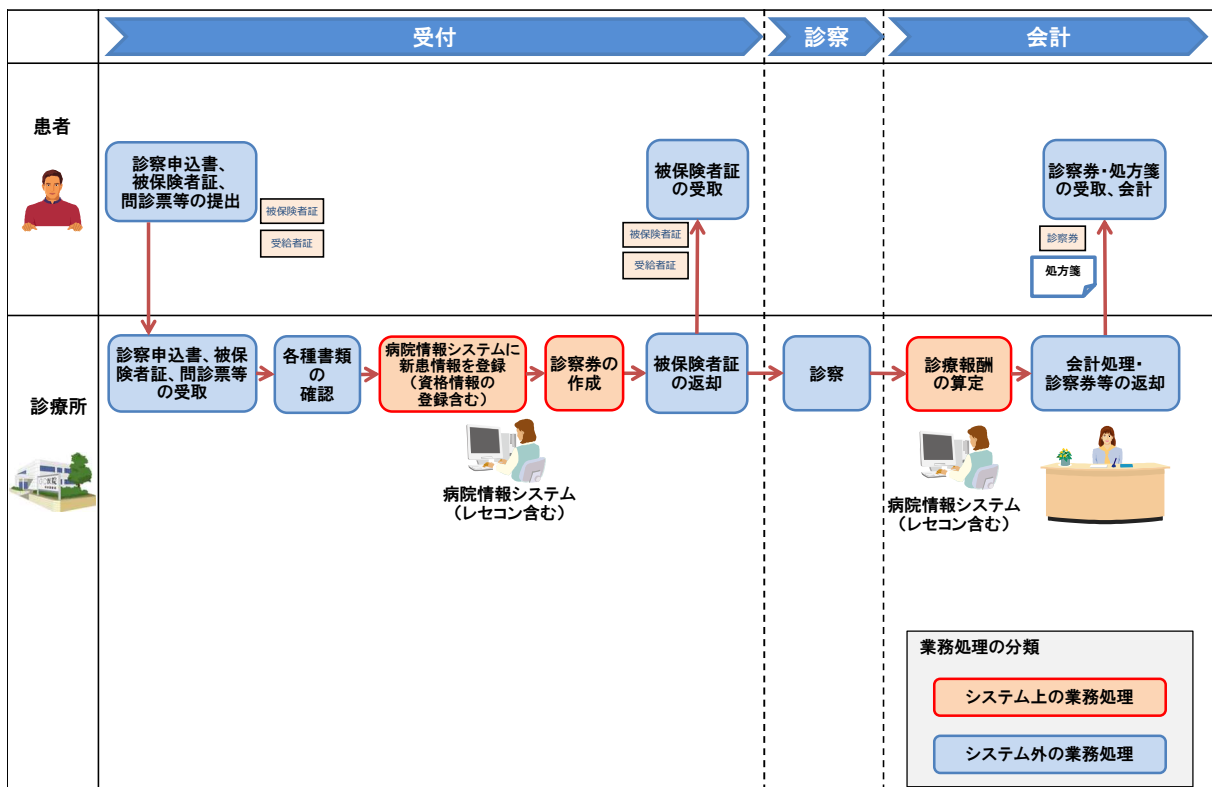 受付
診察
会計
患者
診察申込書、
被保険者証、
問診票等の提出
被保険者証
受給者証
被保険者証
の受取
被保険者証
受給者証
診察券・処方箋
の受取、会計
診察券
処方箋
診療所
診察申込書、被保
険者証、問診票等
の受取
各種書類
の
確認
病院情報システムに
新患情報を登録
（資格情報の
登録含む）
診察券の
作成
被保険者証
の返却
診察
診療報酬
の算定
会計処理・
診察券等の返却
病院情報システム
（レセコン含む）
病院情報システム
（レセコン含む）
業務処理の分類
システム上の業務処理
システム外の業務処理